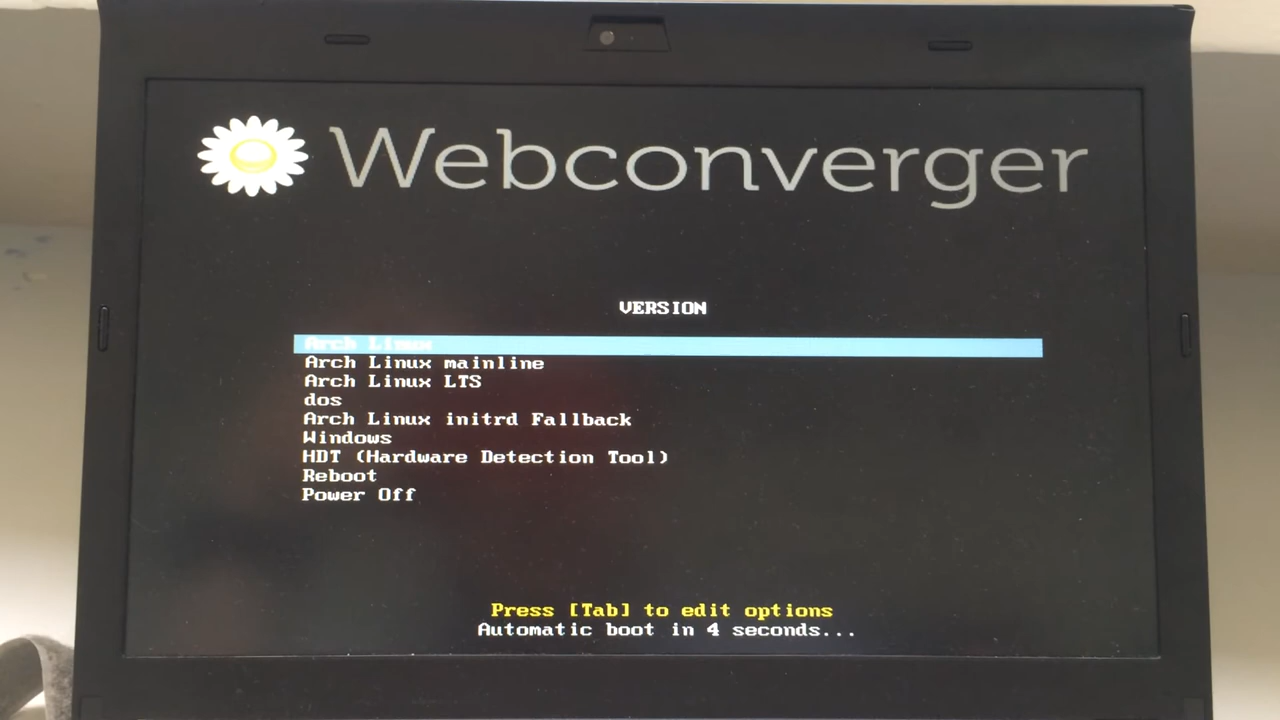 Webconverger
VERSION
Arch Linux
Arch Linux mainline
Arch Linux LTS
dos
Arch Linux initrd Fallback
Windows
HDT (Hardware Detection Tool)
Reboot
Power Off
Press [Tab] to edit options
Automatic boot in 4 seconds...